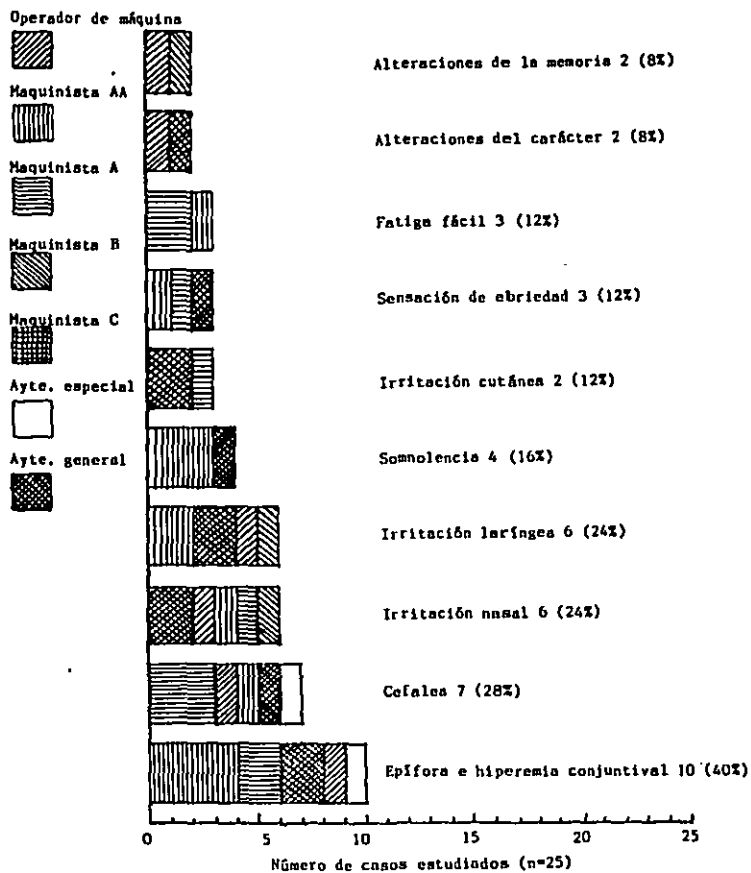 Operador de máquina
Maquinista AA
Maquinista A
Maquinista B
Maquinista C
Ayte. especial
Ayte. general
Alteraciones de la memoria 2 (8%)
Alteraciones del carácter 2 (8%)
Fatiga fácil 3 (12%)
Sensación de ebriedad 3 (12%)
Irritación cutánea 2 (12%)
Somnolencia 4 (16%)
Irritación laríngea 6 (24%)
Irritación nasal 6 (24%)
Cefalea 7 (28%)
Epífora e hiperemia conjuntival 10 (40%)
0 5 10 15 20 25
Número de casos estudiados (n=25)